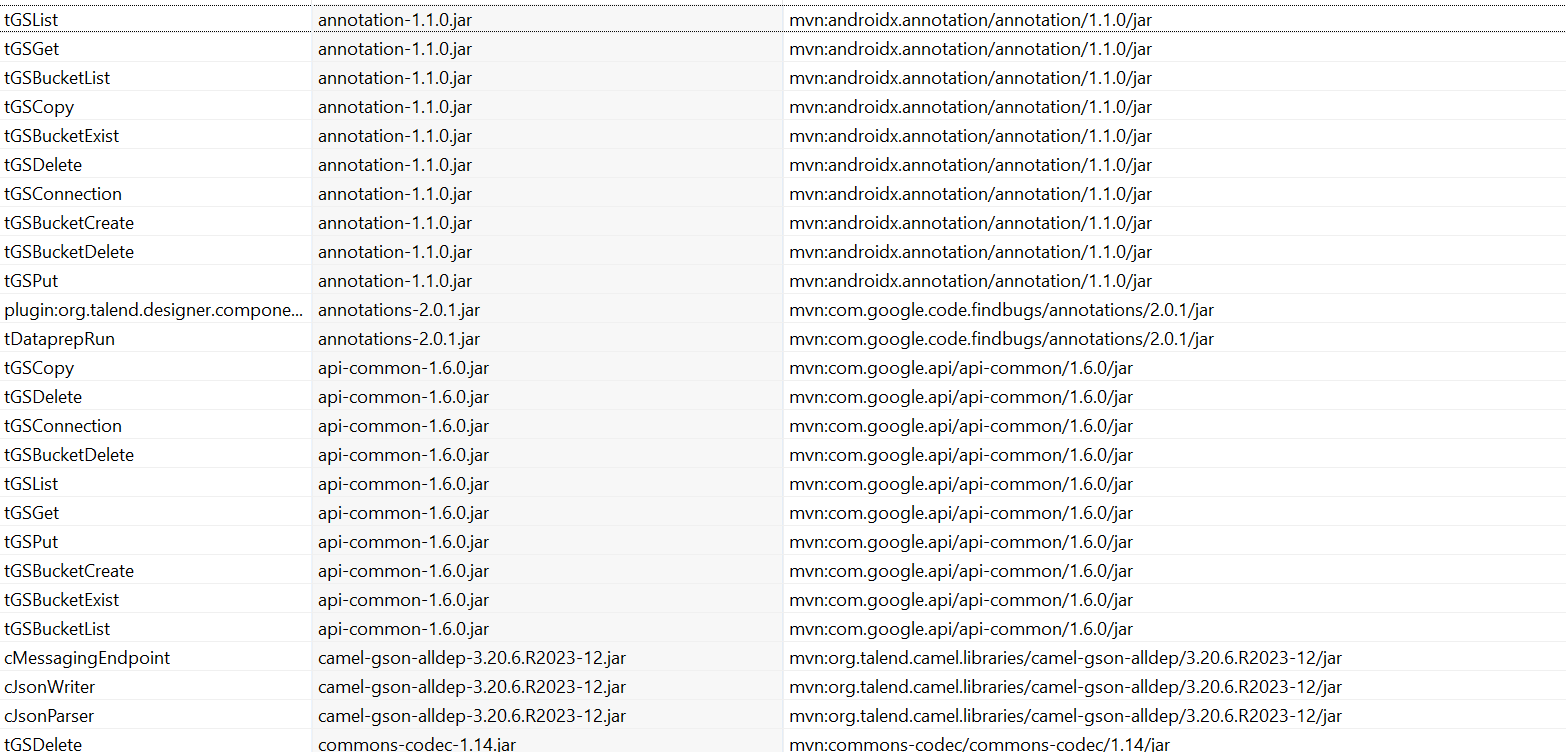 tGSList annotation-1.1.0.jar mvn:androidx.annotation/annotation/1.1.0/jar
tGSGet annotation-1.1.0.jar mvn:androidx.annotation/annotation/1.1.0/jar
tGSBucketList annotation-1.1.0.jar mvn:androidx.annotation/annotation/1.1.0/jar
tGSCopy annotation-1.1.0.jar mvn:androidx.annotation/annotation/1.1.0/jar
tGSBucketExist annotation-1.1.0.jar mvn:androidx.annotation/annotation/1.1.0/jar
tGSDelete annotation-1.1.0.jar mvn:androidx.annotation/annotation/1.1.0/jar
tGSConnection annotation-1.1.0.jar mvn:androidx.annotation/annotation/1.1.0/jar
tGSBucketCreate annotation-1.1.0.jar mvn:androidx.annotation/annotation/1.1.0/jar
tGSBucketDelete annotation-1.1.0.jar mvn:androidx.annotation/annotation/1.1.0/jar
tGSPut annotation-1.1.0.jar mvn:androidx.annotation/annotation/1.1.0/jar
plugin:org.talend.designer.compone... annotations-2.0.1.jar mvn:com.google.code.findbugs/annotations/2.0.1/jar
tDataprepRun annotations-2.0.1.jar mvn:com.google.code.findbugs/annotations/2.0.1/jar
tGSCopy api-common-1.6.0.jar mvn:com.google.api/api-common/1.6.0/jar
tGSDelete api-common-1.6.0.jar mvn:com.google.api/api-common/1.6.0/jar
tGSConnection api-common-1.6.0.jar mvn:com.google.api/api-common/1.6.0/jar
tGSBucketDelete api-common-1.6.0.jar mvn:com.google.api/api-common/1.6.0/jar
tGSList api-common-1.6.0.jar mvn:com.google.api/api-common/1.6.0/jar
tGSGet api-common-1.6.0.jar mvn:com.google.api/api-common/1.6.0/jar
tGSPut api-common-1.6.0.jar mvn:com.google.api/api-common/1.6.0/jar
tGSBucketCreate api-common-1.6.0.jar mvn:com.google.api/api-common/1.6.0/jar
tGSBucketExist api-common-1.6.0.jar mvn:com.google.api/api-common/1.6.0/jar
tGSBucketList api-common-1.6.0.jar mvn:com.google.api/api-common/1.6.0/jar
cMessagingEndpoint camel-gson-alldep-3.20.6.R2023-12.jar mvn:org.talend.camel.libraries/camel-gson-alldep/3.20.6.R2023-12/jar
cJsonWriter camel-gson-alldep-3.20.6.R2023-12.jar mvn:org.talend.camel.libraries/camel-gson-alldep/3.20.6.R2023-12/jar
cJsonParser camel-gson-alldep-3.20.6.R2023-12.jar mvn:org.talend.camel.libraries/camel-gson-alldep/3.20.6.R2023-12/jar
tGSDelete commons-codec-1.14.jar mvn:commons-codec/commons-codec/1.14/jar